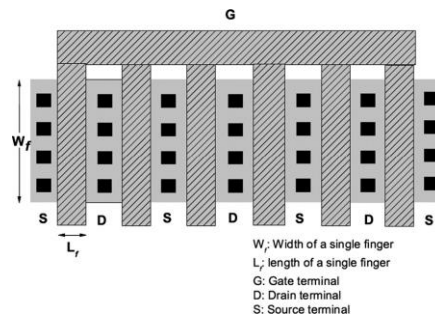 G
W_f
S D S D S D S
L_f
W_f: Width of a single finger
L_f: length of a single finger
G: Gate terminal
D: Drain terminal
S: Source terminal